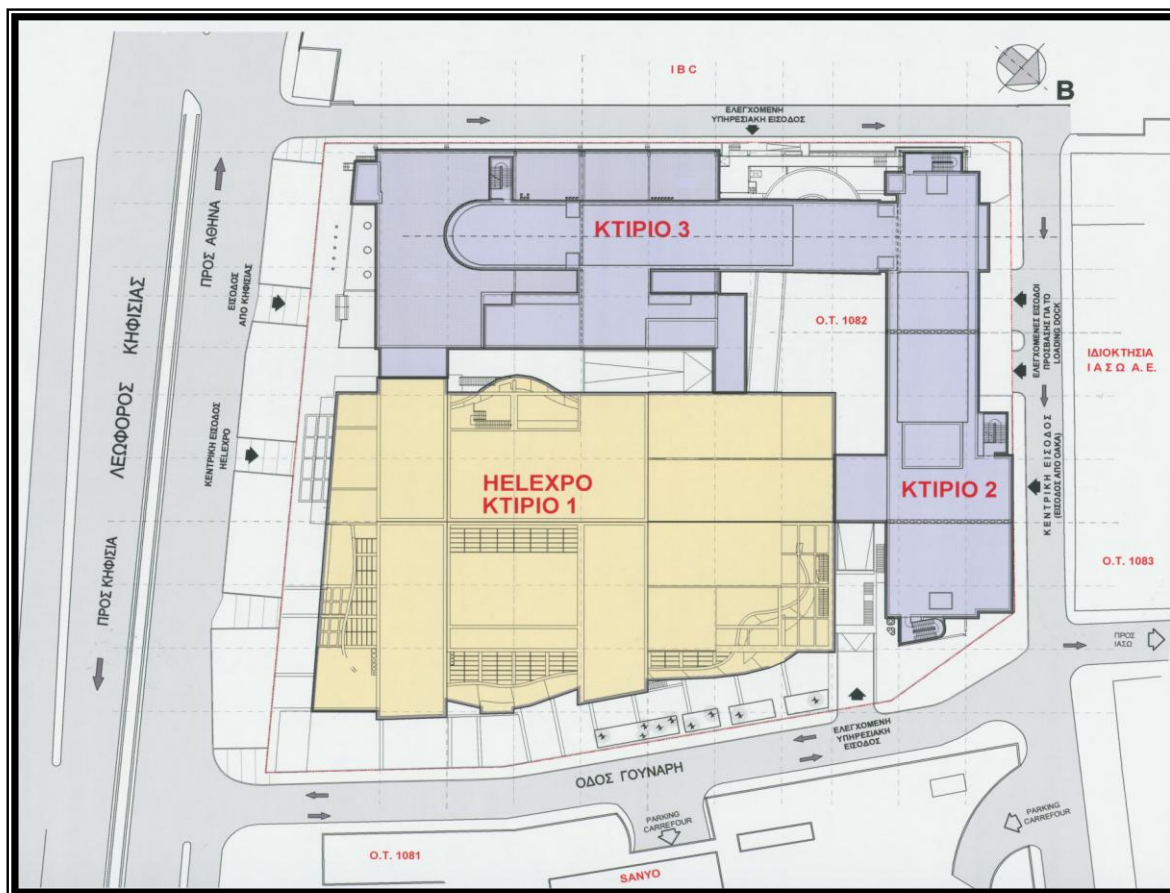 I B C
B
ΕΛΕΓΧΟΜΕΝΗ
ΥΠΗΡΕΣΙΑΚΗ ΕΙΣΟΔΟΣ
ΠΡΟΣ ΑΘΗΝΑ
ΛΕΩΦΟΡΟΣ ΚΗΦΙΣΙΑΣ
ΕΙΣΟΔΟΣ
ΑΠΟ ΚΗΦΙΣΙΑΣ
ΚΤΙΡΙΟ 3
Ο.Τ. 1082
ΕΛΕΓΧΟΜΕΝΕΣ ΕΙΣΟΔΟΙ
ΠΡΟΣΒΑΣΗΣ ΓΙΑ ΤΟ
LOADING DOCK
ΙΔΙΟΚΤΗΣΙΑ
Ι Α Σ Ω Α.Ε.
ΚΕΝΤΡΙΚΗ ΕΙΣΟΔΟΣ
HELEXPO
HELEXPO
ΚΤΙΡΙΟ 1
ΚΤΙΡΙΟ 2
ΚΕΝΤΡΙΚΗ ΕΙΣΟΔΟΣ
(ΕΙΣΟΔΟΣ ΑΠΟ ΟΑΚΑ)
Ο.Τ. 1083
ΠΡΟΣ ΚΗΦΙΣΙΑ
ΠΡΟΣ
ΙΑΣΩ
ΕΛΕΓΧΟΜΕΝΗ
ΥΠΗΡΕΣΙΑΚΗ
ΕΙΣΟΔΟΣ
ΟΔΟΣ ΓΟΥΝΑΡΗ
PARKING
CARREFOUR
PARKING
CARREFOUR
Ο.Τ. 1081
SANYO